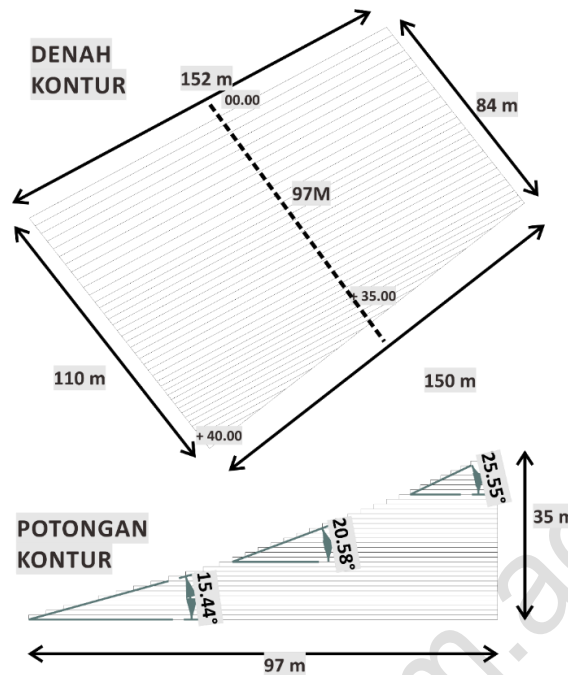 DENAH
KONTUR
152 m
00.00
84 m
97M
+ 35.00
110 m
150 m
+ 40.00
POTONGAN
KONTUR
15.44°
20.58°
25.55°
35 m
97 m